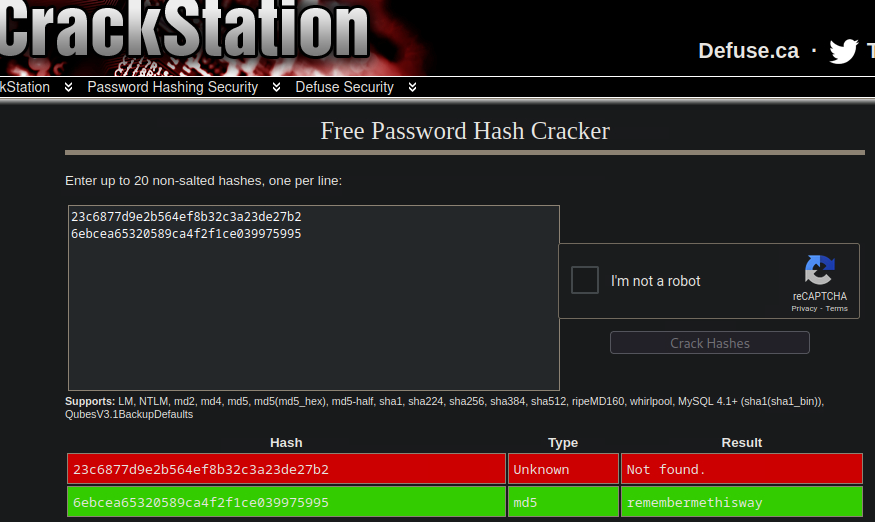 CrackStation
Defuse.ca ·
kStation Password Hashing Security Defuse Security
Free Password Hash Cracker
Enter up to 20 non-salted hashes, one per line:
23c6877d9e2b564ef8b32c3a23de27b2
6ebcea65320589ca4f2f1ce039975995
I'm not a robot
reCAPTCHA
Privacy - Terms
Crack Hashes
Supports: LM, NTLM, md2, md4, md5, md5(md5_hex), md5-half, sha1, sha224, sha256, sha384, sha512, ripeMD160, whirlpool, MySQL 4.1+ (sha1(sha1_bin)),
QubesV3.1BackupDefaults
Hash Type Result
23c6877d9e2b564ef8b32c3a23de27b2 Unknown Not found.
6ebcea65320589ca4f2f1ce039975995 md5 remembermethisway